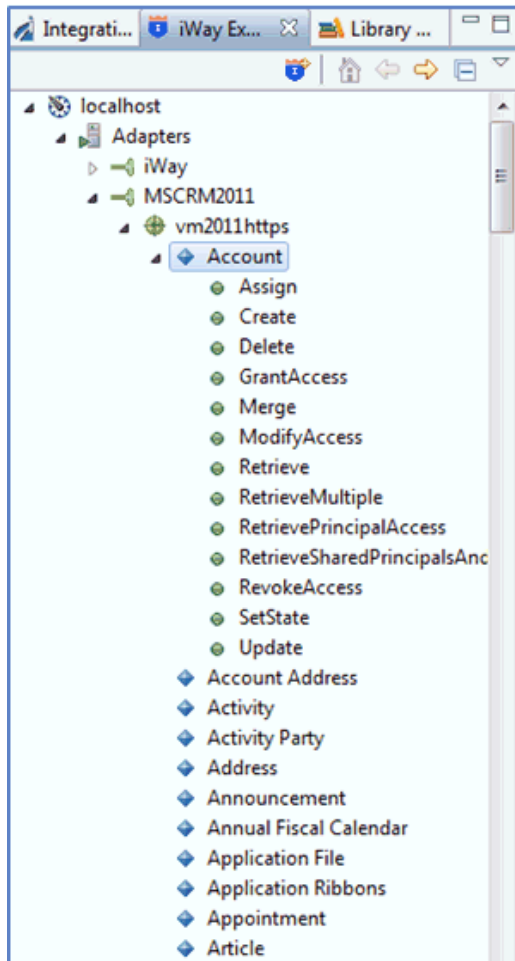 Integrati... iWay Ex... Library ...
localhost
Adapters
iWay
MSCRM2011
vm2011https
Account
Assign
Create
Delete
GrantAccess
Merge
ModifyAccess
Retrieve
RetrieveMultiple
RetrievePrincipalAccess
RetrieveSharedPrincipalsAnd
RevokeAccess
SetState
Update
Account Address
Activity
Activity Party
Address
Announcement
Annual Fiscal Calendar
Application File
Application Ribbons
Appointment
Article